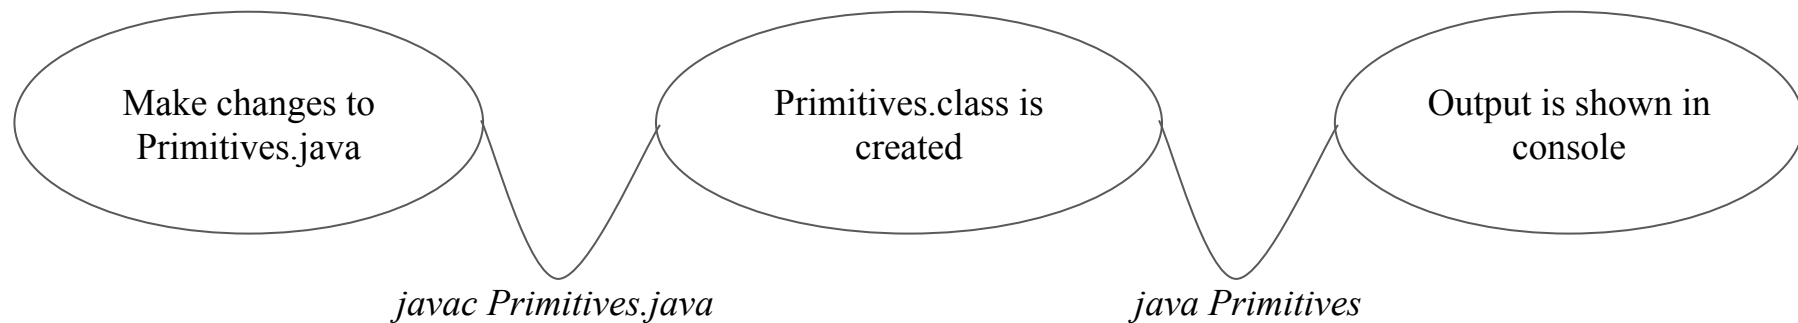 Make changes to
Primitives.java
Primitives.class is
created
Output is shown in
console
javac Primitives.java
java Primitives